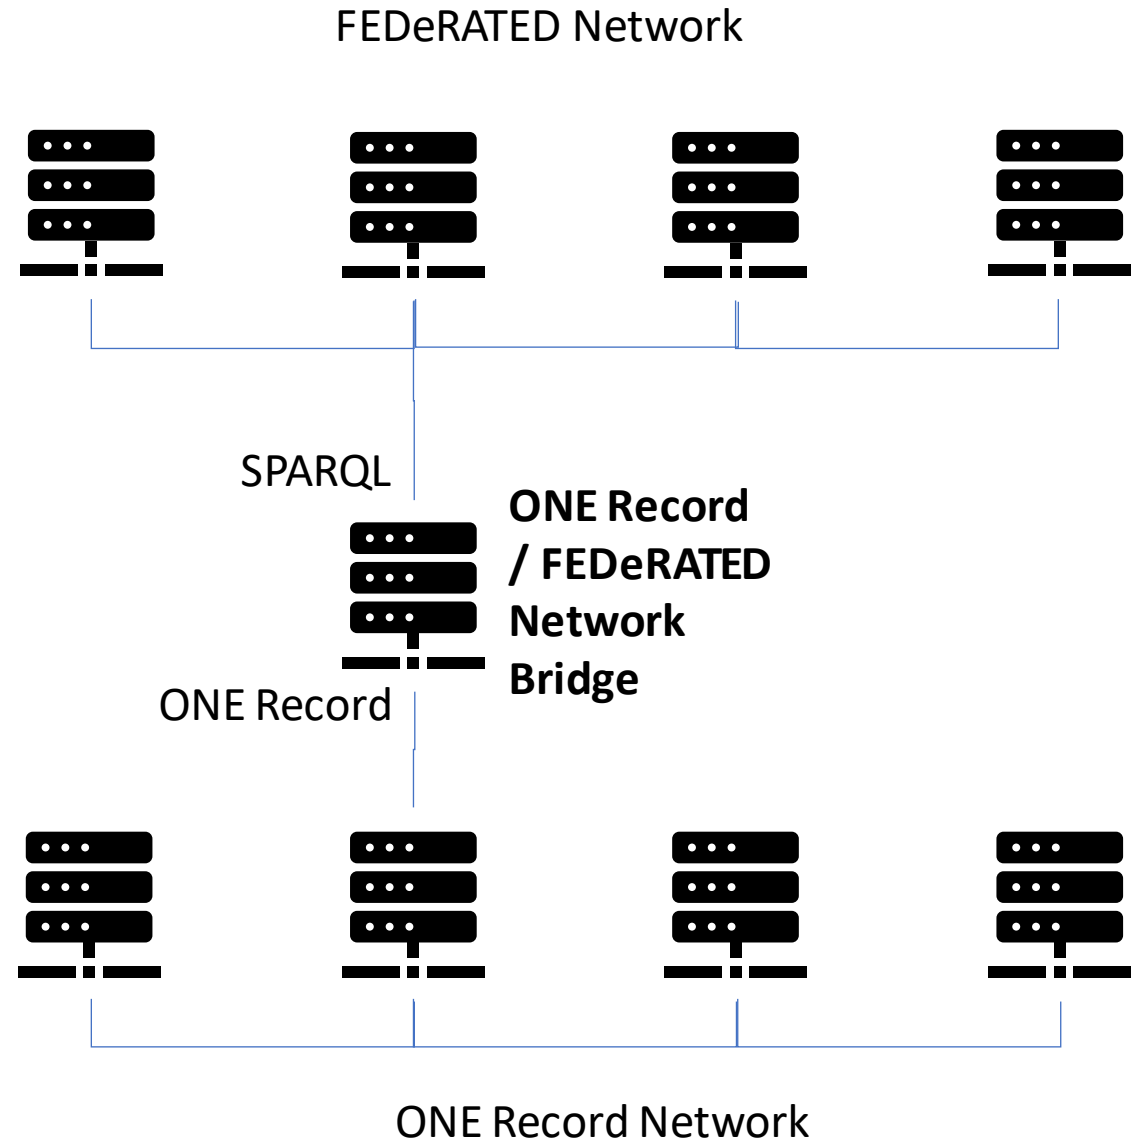 FEDeRATED Network
SPARQL
ONE Record
/ FEDeRATED
Network
Bridge
ONE Record
ONE Record Network